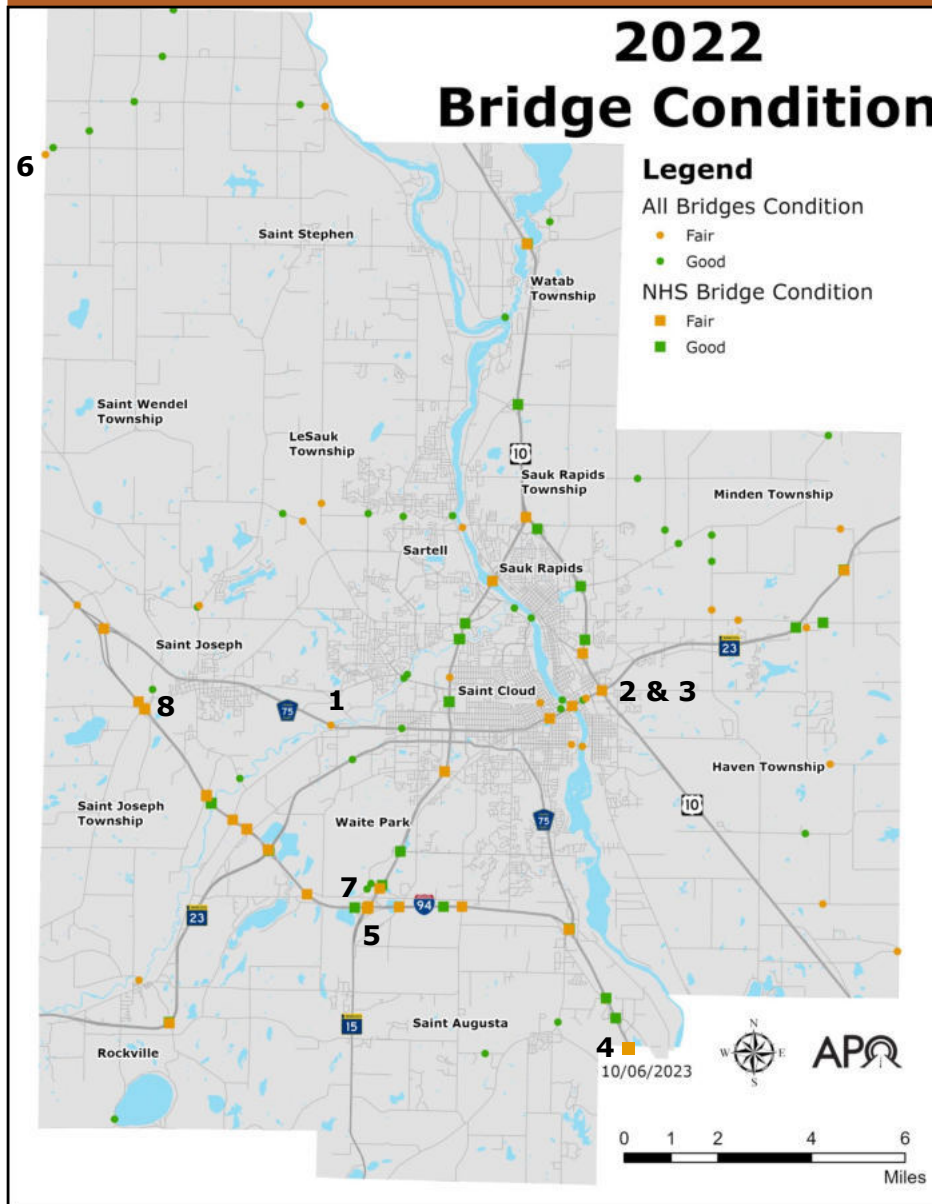 2022
Bridge Condition
Legend
All Bridges Condition
Fair
Good
NHS Bridge Condition
Fair
Good
6
Saint Stephen
Watab
Township
Saint Wendel
Township
LeSauk
Township
10
Sauk Rapids
Township
Minden Township
Sartell
Sauk Rapids
Saint Joseph
23
1
Saint Cloud
2 & 3
8
75
Haven Township
Saint Joseph
Township
10
Waite Park
75
7
94
23
5
15
Saint Augusta
Rockville
4
10/06/2023
N
W
E
S
APO
0
1
2
4
6
Miles